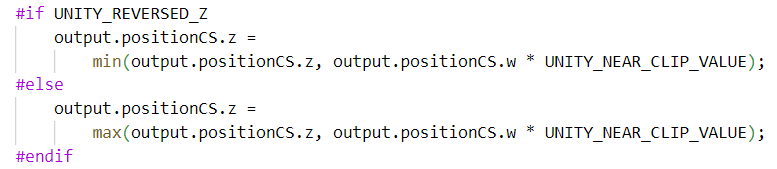 #if UNITY_REVERSED_Z
    output.positionCS.z =
        min(output.positionCS.z, output.positionCS.w * UNITY_NEAR_CLIP_VALUE);
#else
    output.positionCS.z =
        max(output.positionCS.z, output.positionCS.w * UNITY_NEAR_CLIP_VALUE);
#endif